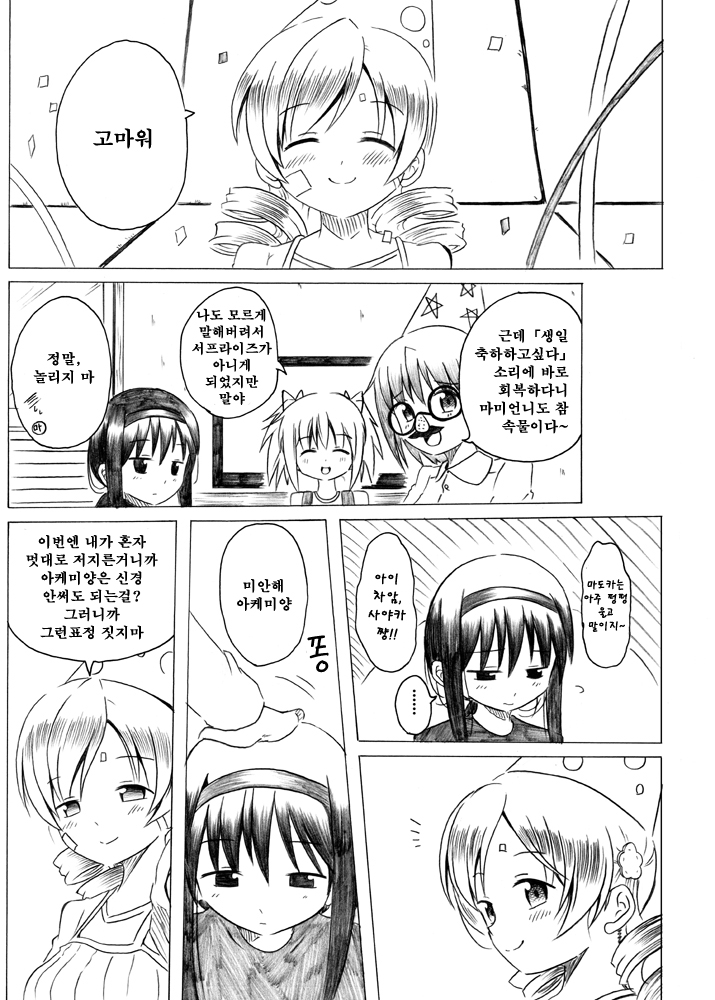 고마워
근데「생일
축하하고싶다」
소리에 바로
회복하다니
마미언니도 참
속물이다~
나도 모르게
말해버려서
서프라이즈가
아니게
되었지만
말야
정말,
놀리지 마
마도카는
아주 펑펑
울고
말이지~
아이
차암,
사야카
쨩!!
……
미안해
아케미양
퐁
이번엔 내가 혼자
멋대로 저지른거니까
아케미양은 신경
안써도 되는걸?
그러니까
그런표정 짓지마